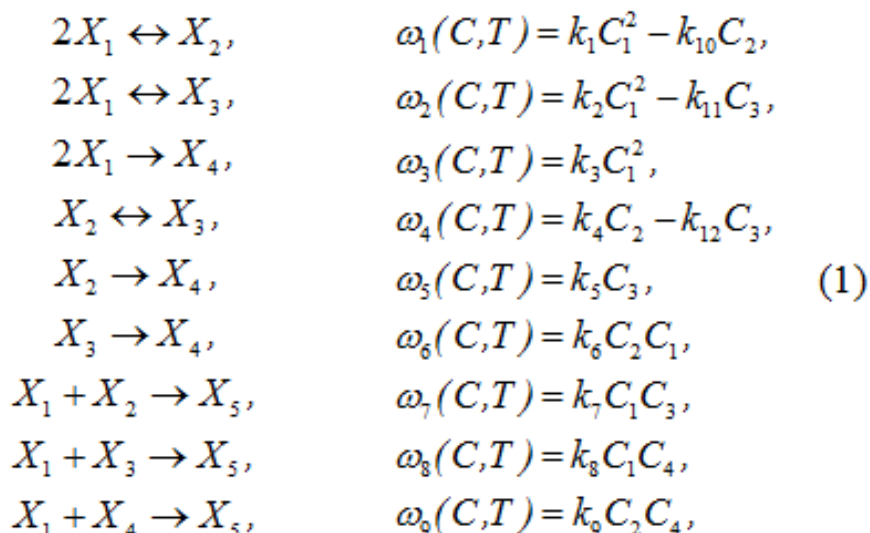 2X₁ ↔ X₂, ω₁(C,T) = k₁C₁² − k₁₀C₂,
2X₁ ↔ X₃, ω₂(C,T) = k₂C₁² − k₁₁C₃,
2X₁ → X₄, ω₃(C,T) = k₃C₁²,
X₂ ↔ X₃, ω₄(C,T) = k₄C₂ − k₁₂C₃,
X₂ → X₄, ω₅(C,T) = k₅C₃, (1)
X₃ → X₄, ω₆(C,T) = k₆C₂C₁,
X₁ + X₂ → X₅, ω₇(C,T) = k₇C₁C₃,
X₁ + X₃ → X₅, ω₈(C,T) = k₈C₁C₄,
X₁ + X₄ → X₅, ω₉(C,T) = k₉C₂C₄,